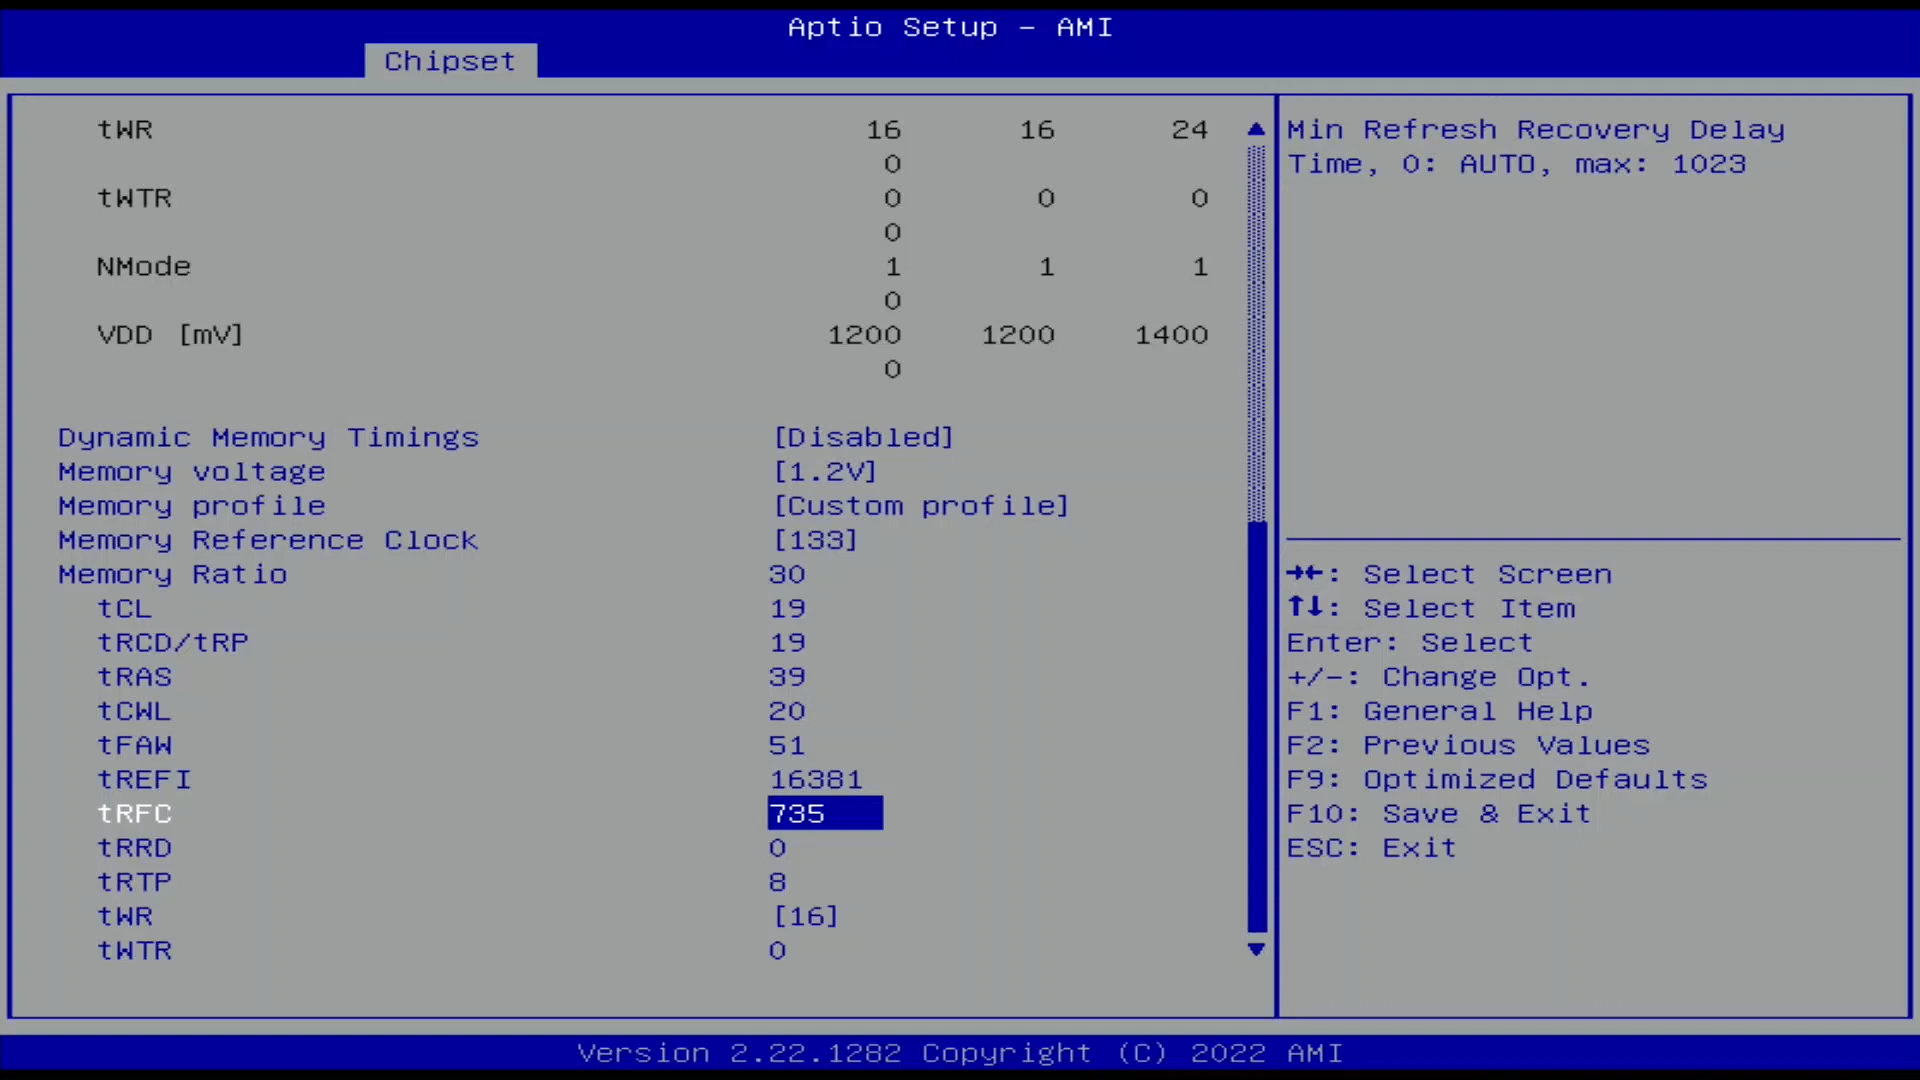 Aptio Setup - AMI
Chipset
tWR 16 16 24
0
tWTR 0 0 0
0
NMode 1 1 1
0
VDD [mV] 1200 1200 1400
0
Dynamic Memory Timings [Disabled]
Memory voltage [1.2V]
Memory profile [Custom profile]
Memory Reference Clock [133]
Memory Ratio 30
tCL 19
tRCD/tRP 19
tRAS 39
tCWL 20
tFAW 51
tREFI 16381
tRFC 735
tRRD 0
tRTP 8
tWR [16]
tWTR 0
Min Refresh Recovery Delay
Time, 0: AUTO, max: 1023
→←: Select Screen
↑↓: Select Item
Enter: Select
+/-: Change Opt.
F1: General Help
F2: Previous Values
F9: Optimized Defaults
F10: Save & Exit
ESC: Exit
Version 2.22.1282 Copyright (C) 2022 AMI